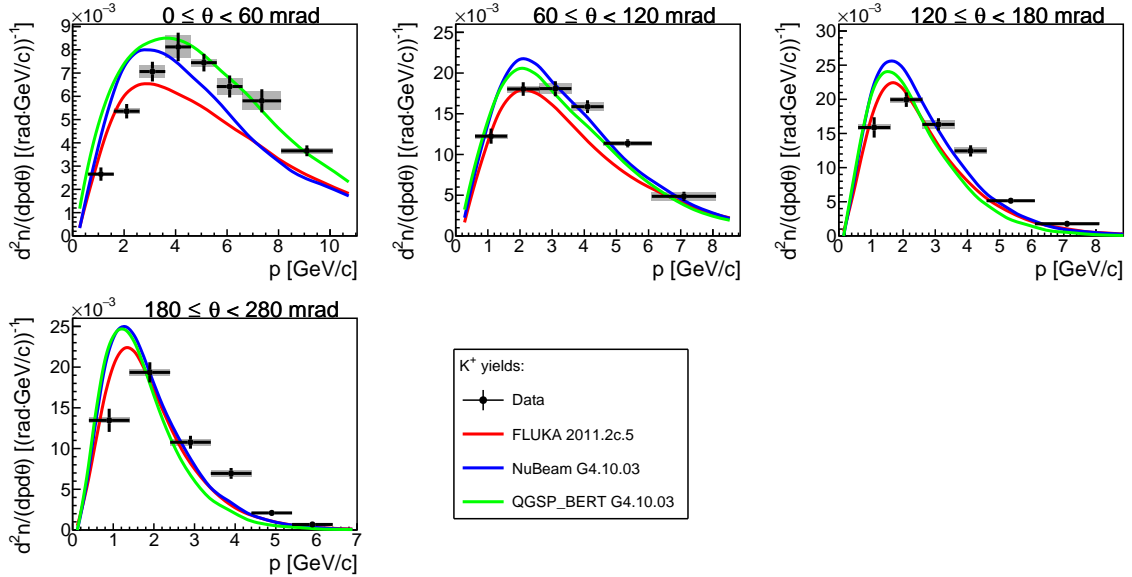 ×10⁻³ 0 ≤ θ < 60 mrad
d²n/(dpdθ) [(rad·GeV/c))⁻¹]
9
8
7
6
5
4
3
2
1
0
0 2 4 6 8 10
p [GeV/c]
×10⁻³ 60 ≤ θ < 120 mrad
d²n/(dpdθ) [(rad·GeV/c))⁻¹]
25
20
15
10
5
0
0 1 2 3 4 5 6 7 8
p [GeV/c]
×10⁻³ 120 ≤ θ < 180 mrad
d²n/(dpdθ) [(rad·GeV/c))⁻¹]
30
25
20
15
10
5
0
0 1 2 3 4 5 6 7 8
p [GeV/c]
×10⁻³ 180 ≤ θ < 280 mrad
d²n/(dpdθ) [(rad·GeV/c))⁻¹]
25
20
15
10
5
0
0 1 2 3 4 5 6 7
p [GeV/c]
K⁺ yields:
Data
FLUKA 2011.2c.5
NuBeam G4.10.03
QGSP_BERT G4.10.03